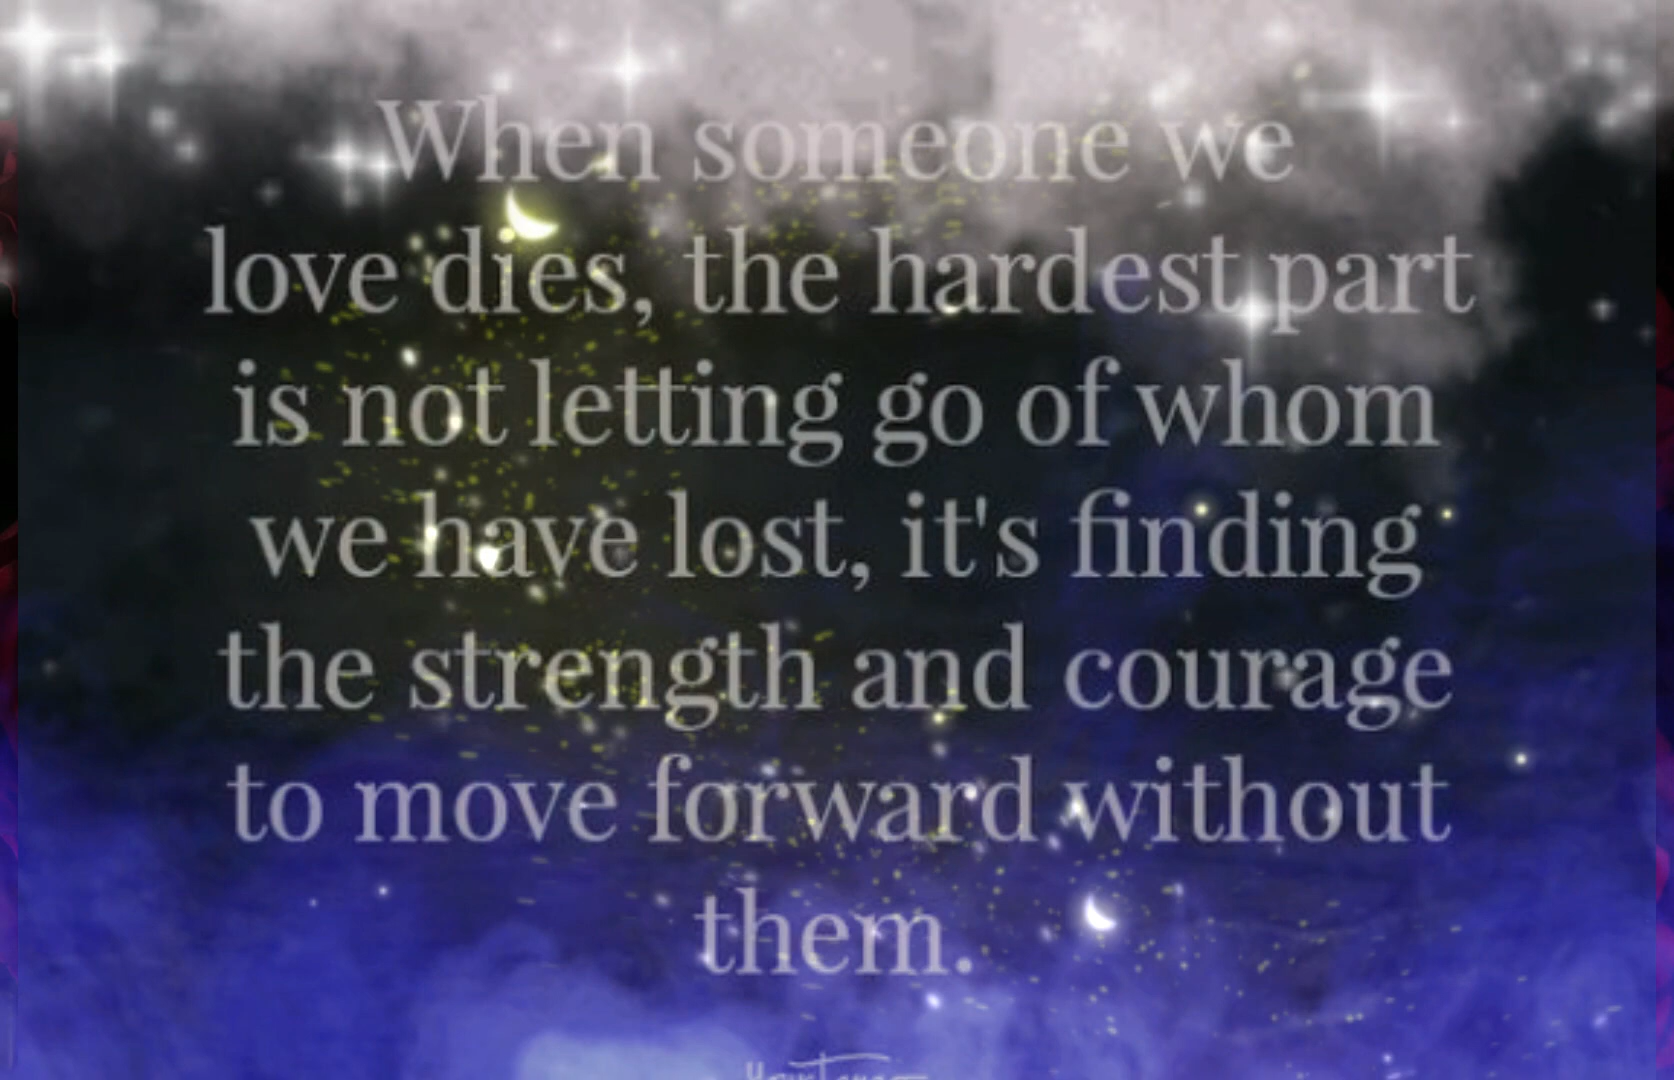 When someone we
love dies, the hardest part
is not letting go of whom
we have lost, it's finding
the strength and courage
to move forward without
them.